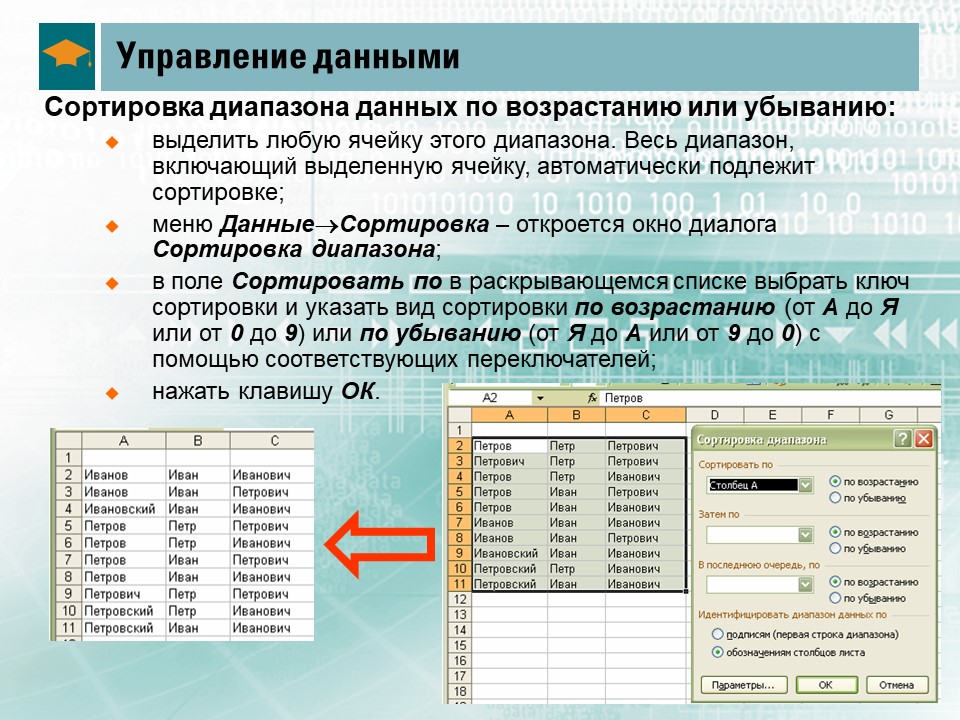 Управление данными
Сортировка диапазона данных по возрастанию или убыванию:
выделить любую ячейку этого диапазона. Весь диапазон,
включающий выделенную ячейку, автоматически подлежит
сортировке;
меню Данные→Сортировка – откроется окно диалога
Сортировка диапазона;
в поле Сортировать по в раскрывающемся списке выбрать ключ
сортировки и указать вид сортировки по возрастанию (от А до Я
или от 0 до 9) или по убыванию (от Я до А или от 9 до 0) с
помощью соответствующих переключателей;
нажать клавишу ОК.
A B C
1
2 Иванов Иван Иванович
3 Иванов Иван Петрович
4 Ивановский Иван Иванович
5 Петров Петр Петрович
6 Петров Петр Иванович
7 Петров Иван Петрович
8 Петров Иван Иванович
9 Петрович Петр Петрович
10 Петровский Петр Иванович
11 Петровский Иван Иванович
A2 fx Петров
A B C D E F G
1
2 Петров Петр Петрович
3 Петрович Петр Петрович
4 Петров Петр Иванович
5 Петров Иван Петрович
6 Петров Иван Иванович
7 Иванов Иван Иванович
8 Иванов Иван Петрович
9 Ивановский Иван Иванович
10 Петровский Петр Иванович
11 Петровский Иван Иванович
12
13
14
15
16
17
18
Сортировка диапазона
Сортировать по
Столбец A
по возрастанию
по убыванию
Затем по
по возрастанию
по убыванию
В последнюю очередь, по
по возрастанию
по убыванию
Идентифицировать диапазон данных по
подписям (первая строка диапазона)
обозначениям столбцов листа
Параметры... ОК Отмена